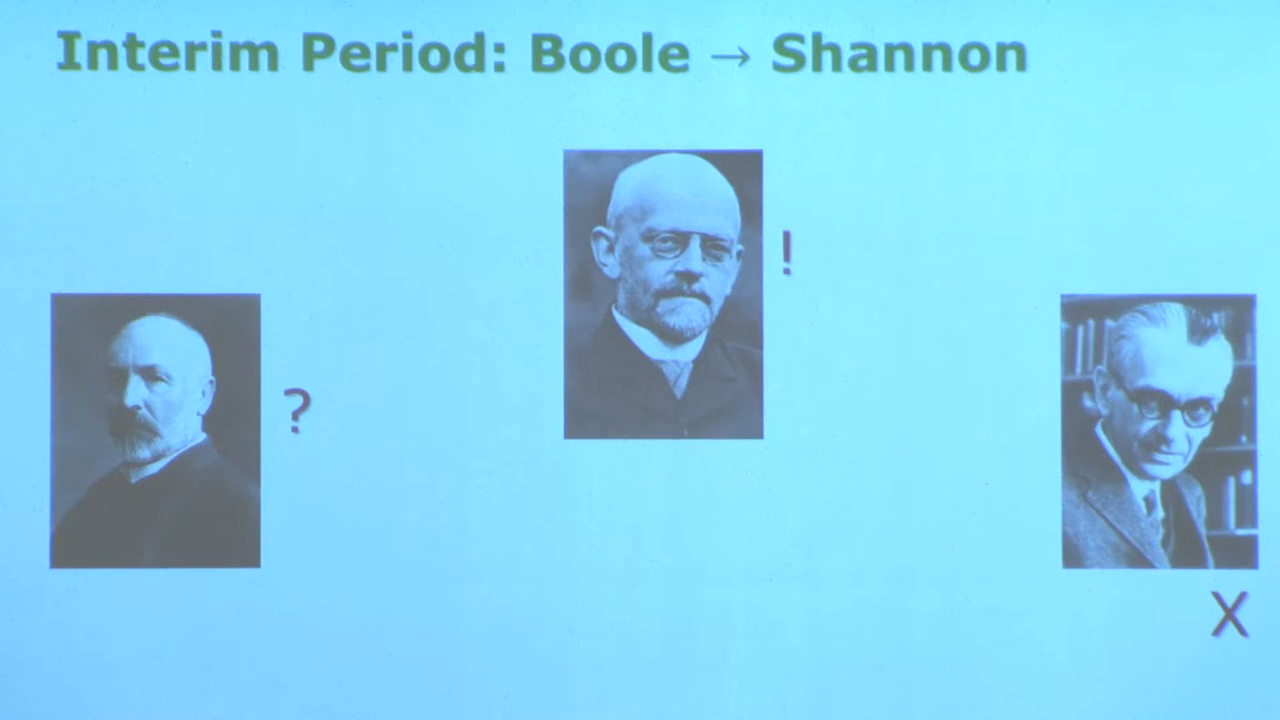 Interim Period: Boole → Shannon
!
?
X